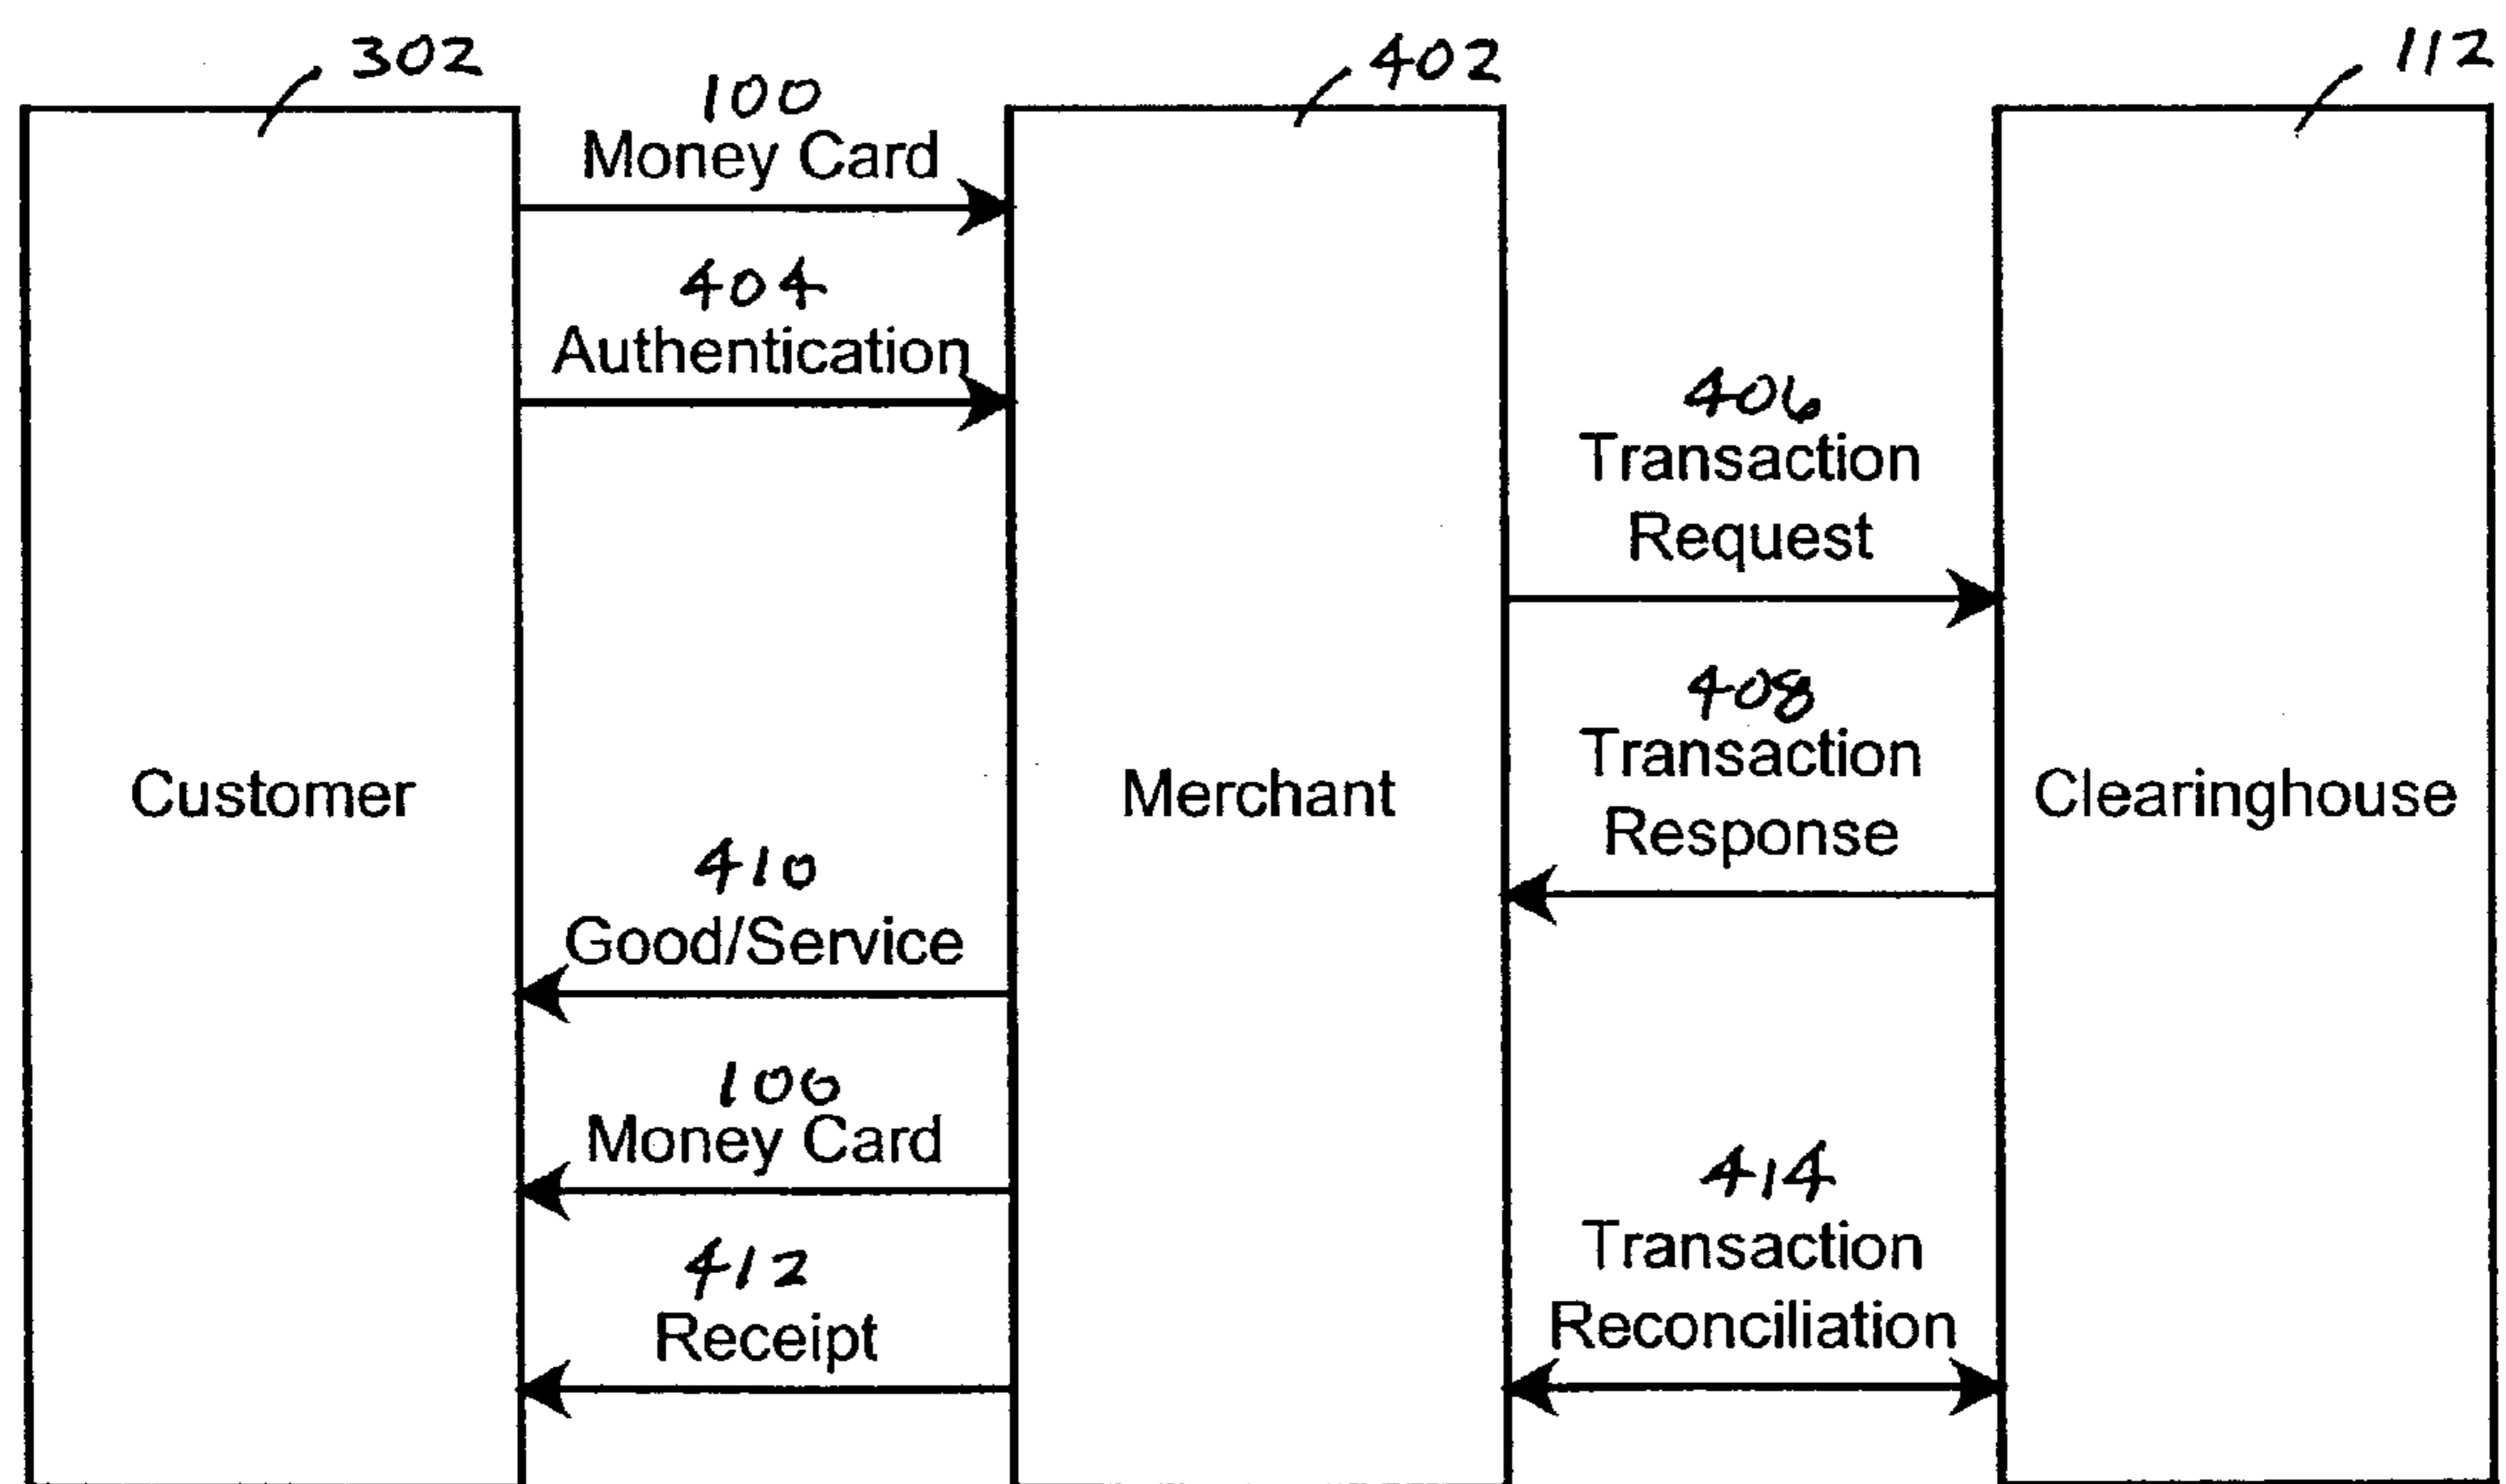 302
402
112
100
Money Card
404
Authentication
406
Transaction
Request
408
Transaction
Response
Customer
Merchant
Clearinghouse
410
Good/Service
100
Money Card
414
Transaction
Reconciliation
412
Receipt